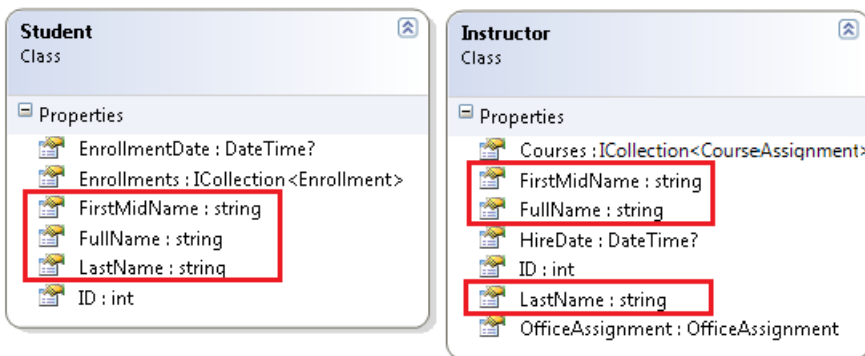 Student
Class
Properties
EnrollmentDate : DateTime?
Enrollments : ICollection<Enrollment>
FirstMidName : string
FullName : string
LastName : string
ID : int
Instructor
Class
Properties
Courses : ICollection<CourseAssignment>
FirstMidName : string
FullName : string
HireDate : DateTime?
ID : int
LastName : string
OfficeAssignment : OfficeAssignment